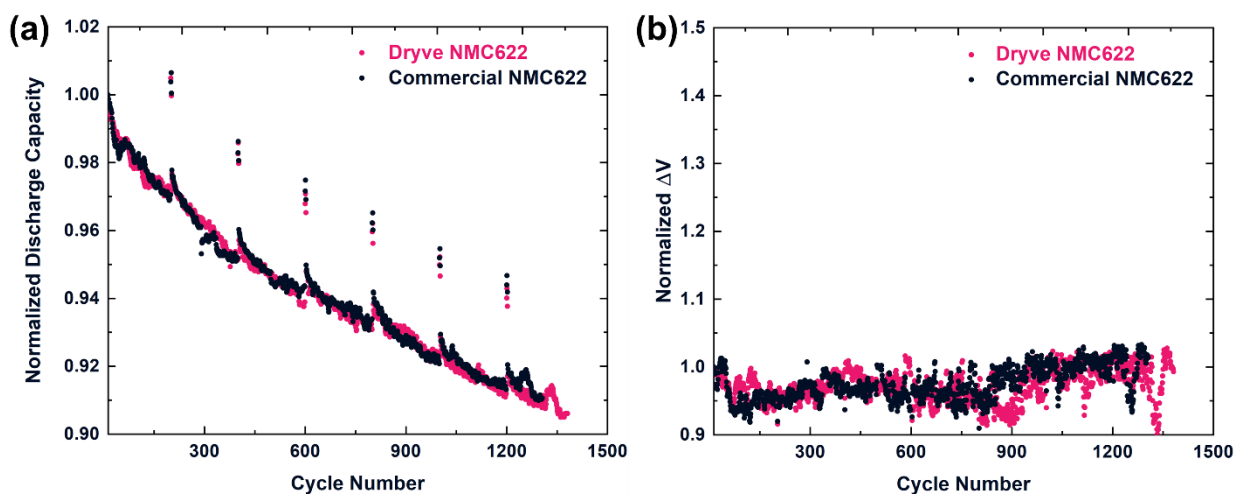 (a)
1.02
1.00
0.98
0.96
0.94
0.92
0.90
Normalized Discharge Capacity
Dryve NMC622
Commercial NMC622
300
600
900
1200
1500
Cycle Number
(b)
1.5
1.4
1.3
1.2
1.1
1.0
0.9
Normalized ΔV
Dryve NMC622
Commercial NMC622
300
600
900
1200
1500
Cycle Number